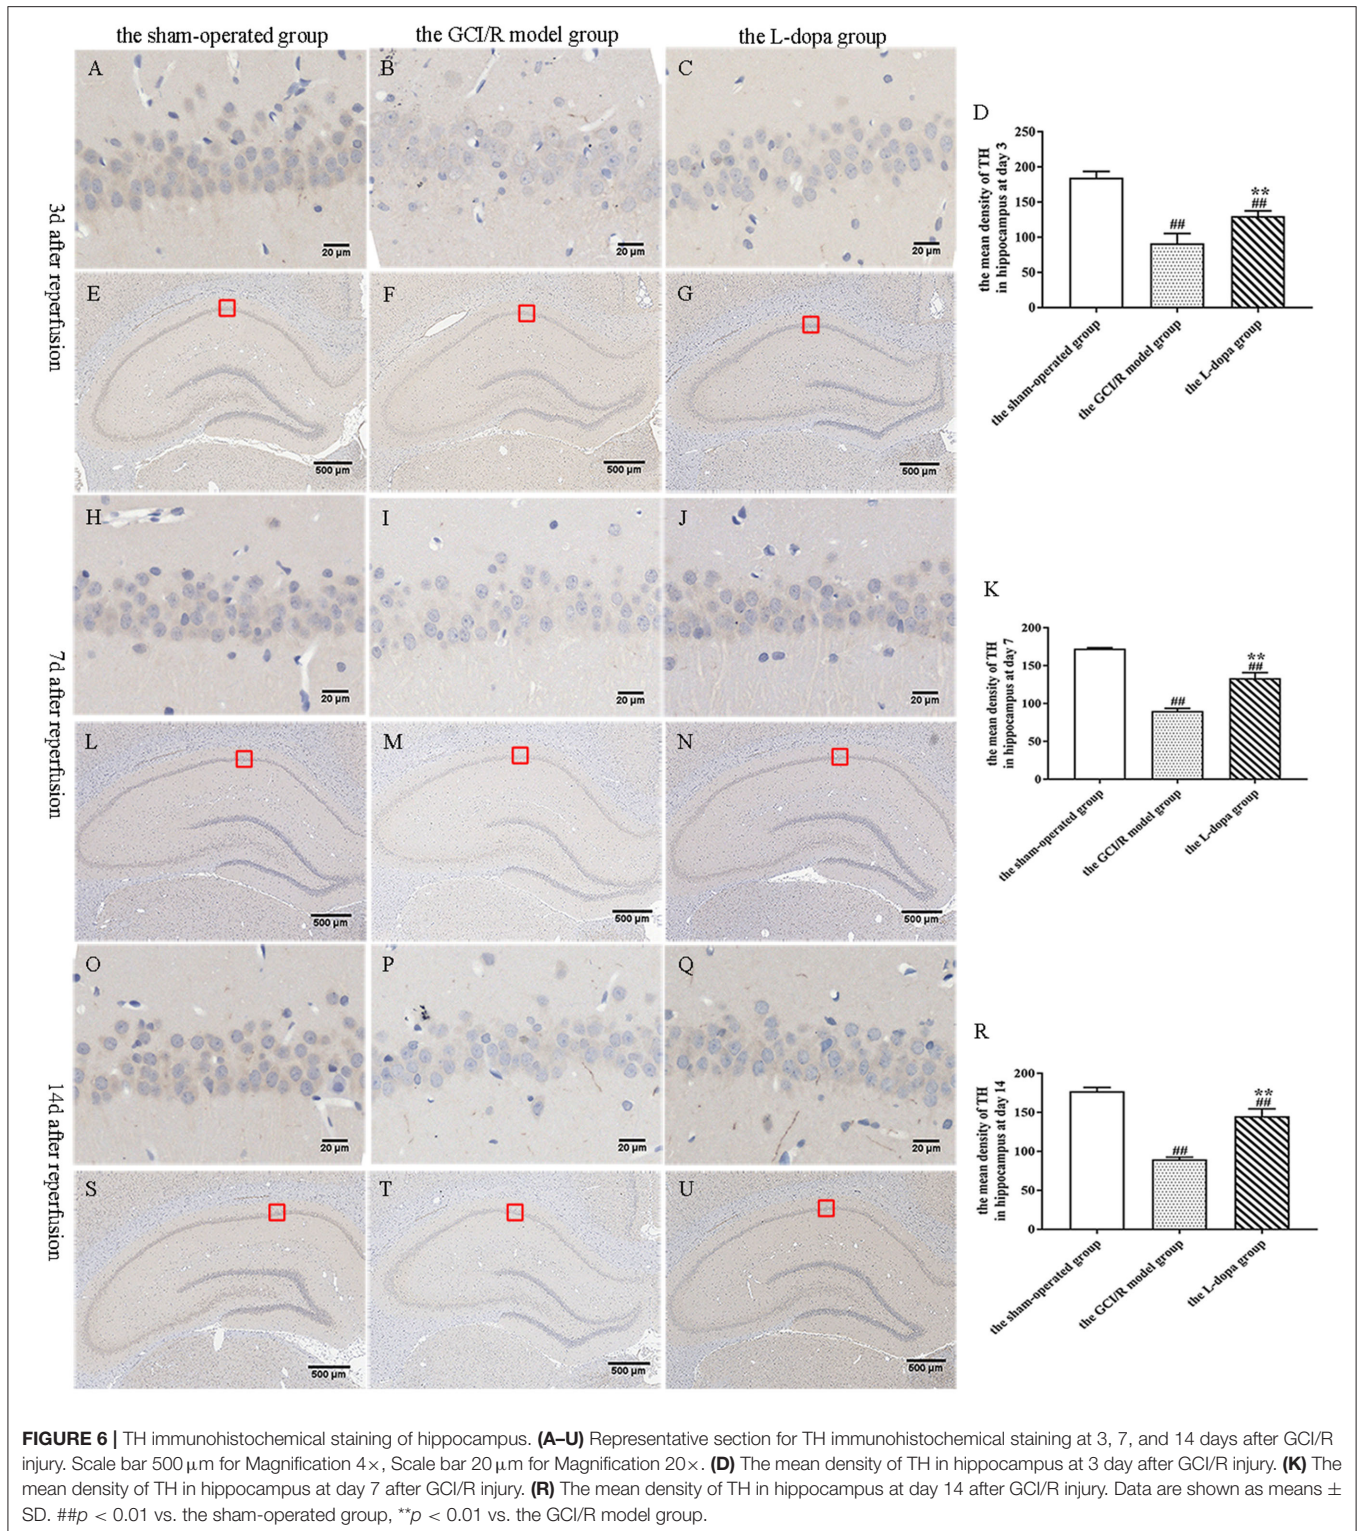 the sham-operated group
the GCI/R model group
the L-dopa group
3d after reperfusion
A
20 µm
B
20 µm
C
20 µm
D
the mean density of TH
in hippocampus at day 3
250
200
150
100
50
0
##
**
##
the sham-operated group
the GCI/R model group
the L-dopa group
E
500 µm
F
500 µm
G
500 µm
7d after reperfusion
H
20 µm
I
20 µm
J
20 µm
K
the mean density of TH
in hippocampus at day 7
200
150
100
50
0
##
**
##
the sham-operated group
the GCI/R model group
the L-dopa group
L
500 µm
M
500 µm
N
500 µm
14d after reperfusion
O
20 µm
P
20 µm
Q
20 µm
R
the mean density of TH
in hippocampus at day 14
200
150
100
50
0
##
**
##
the sham-operated group
the GCI/R model group
the L-dopa group
S
500 µm
T
500 µm
U
500 µm
FIGURE 6 | TH immunohistochemical staining of hippocampus. (A–U) Representative section for TH immunohistochemical staining at 3, 7, and 14 days after GCI/R
injury. Scale bar 500 µm for Magnification 4×, Scale bar 20 µm for Magnification 20×. (D) The mean density of TH in hippocampus at 3 day after GCI/R injury. (K) The
mean density of TH in hippocampus at day 7 after GCI/R injury. (R) The mean density of TH in hippocampus at day 14 after GCI/R injury. Data are shown as means ±
SD. ##p < 0.01 vs. the sham-operated group, **p < 0.01 vs. the GCI/R model group.